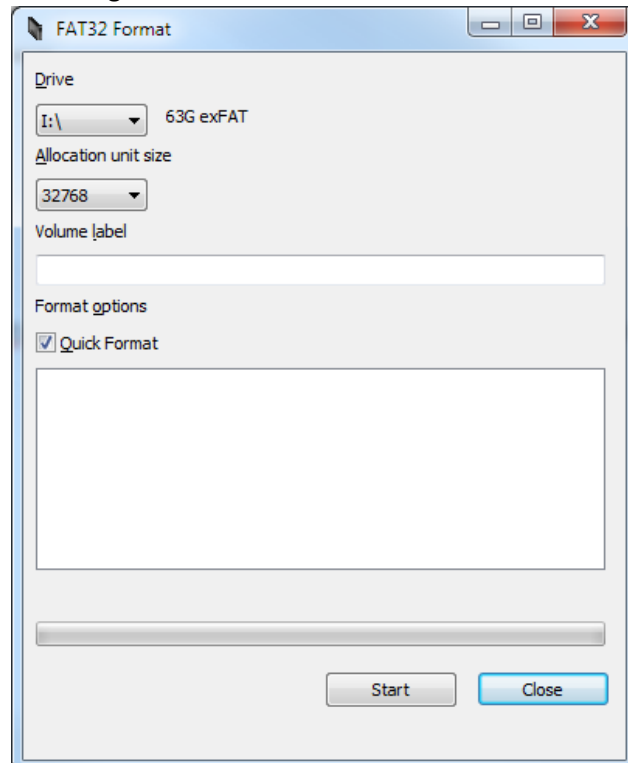 FAT32 Format
Drive
I:\ 63G exFAT
Allocation unit size
32768
Volume label
Format options
Quick Format
Start Close